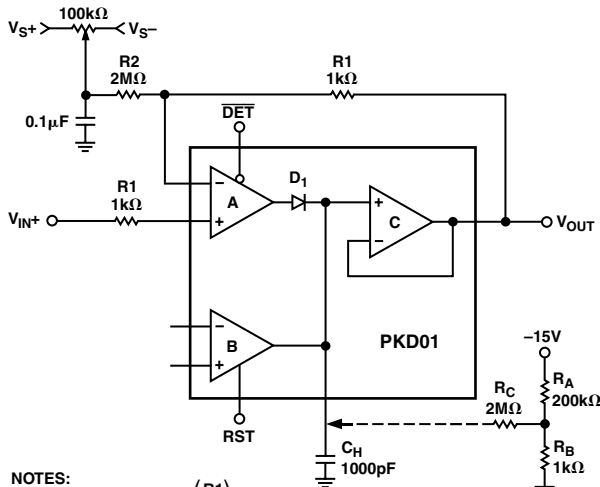 100kΩ
VS+ VS−
R2
2MΩ
R1
1kΩ
0.1μF
DET
D1
R1
1kΩ
VIN+
− A +
+ C −
VOUT
− B +
PKD01
−15V
RA
200kΩ
RC
2MΩ
RB
1kΩ
RST
CH
1000pF
NOTES:
(R1)